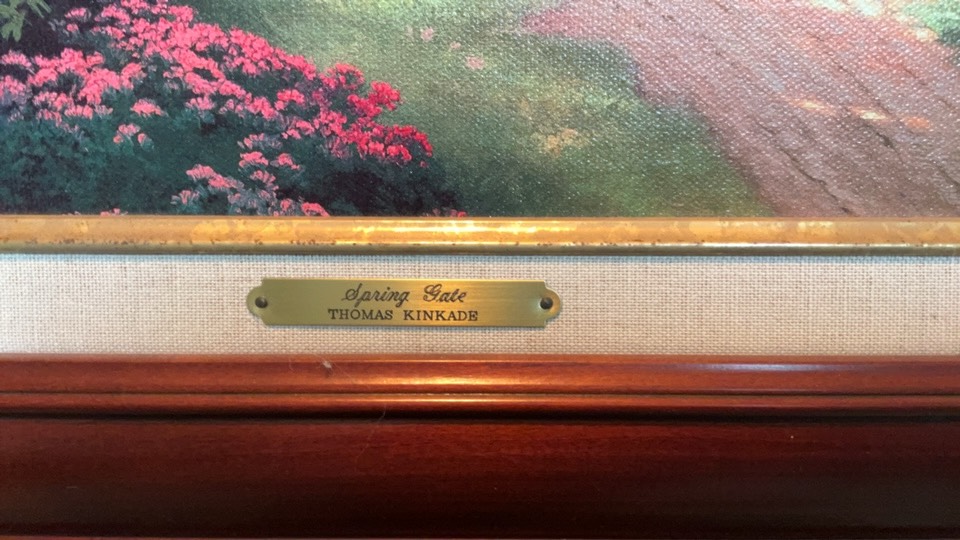 Spring Gate
THOMAS KINKADE